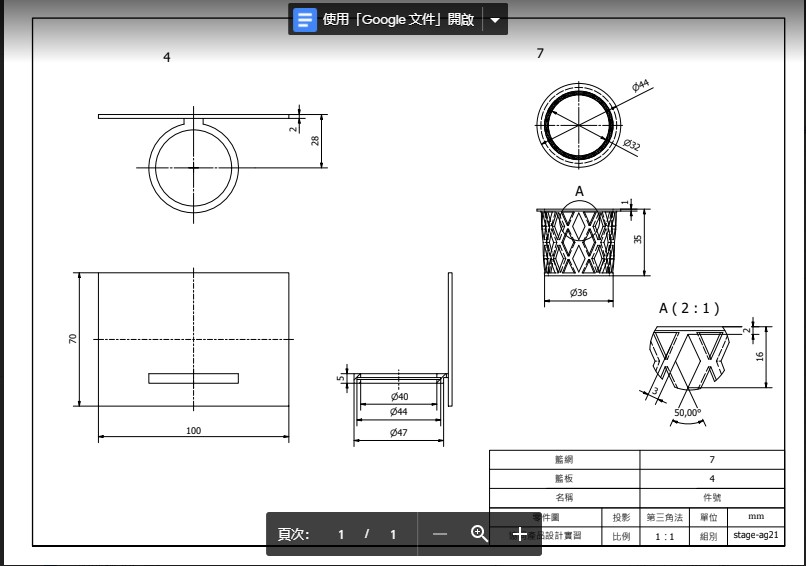 使用「Google 文件」開啟
4
7
2
28
Ø44
Ø32
A
1
35
Ø36
A ( 2 : 1 )
2
16
3
50,00°
70
100
5
Ø40
Ø44
Ø47
籃網 7
籃板 4
名稱 件號
零件圖 投影 第三角法 單位 mm
產品設計實習 比例 1 : 1 組別 stage-ag21
頁次: 1 / 1